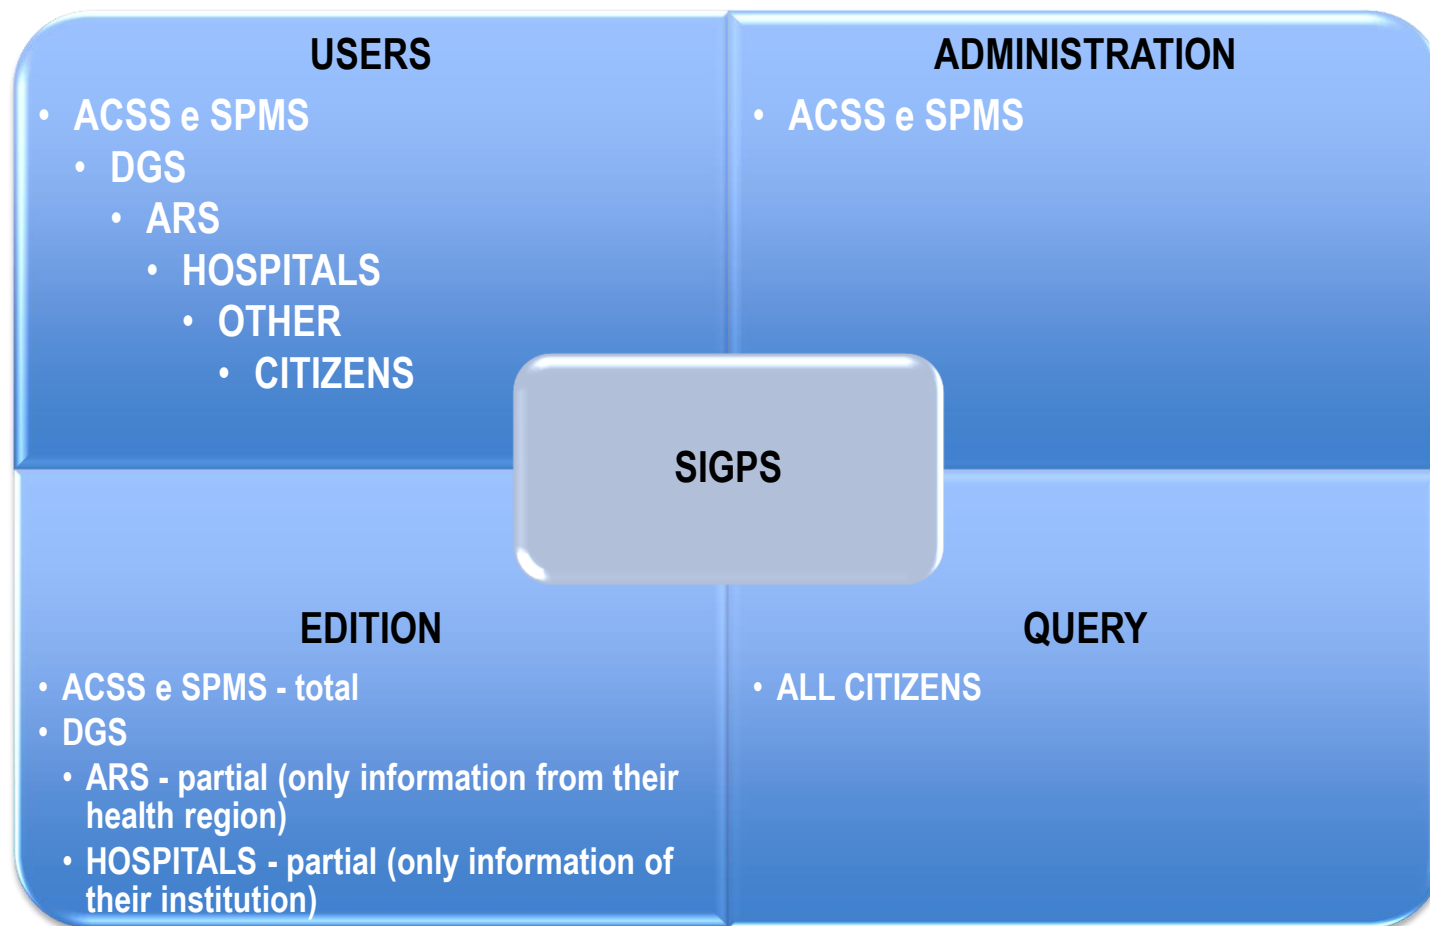 USERS
• ACSS e SPMS
• DGS
• ARS
• HOSPITALS
• OTHER
• CITIZENS
ADMINISTRATION
• ACSS e SPMS
SIGPS
EDITION
• ACSS e SPMS - total
• DGS
• ARS - partial (only information from their
health region)
• HOSPITALS - partial (only information of
their institution)
QUERY
• ALL CITIZENS